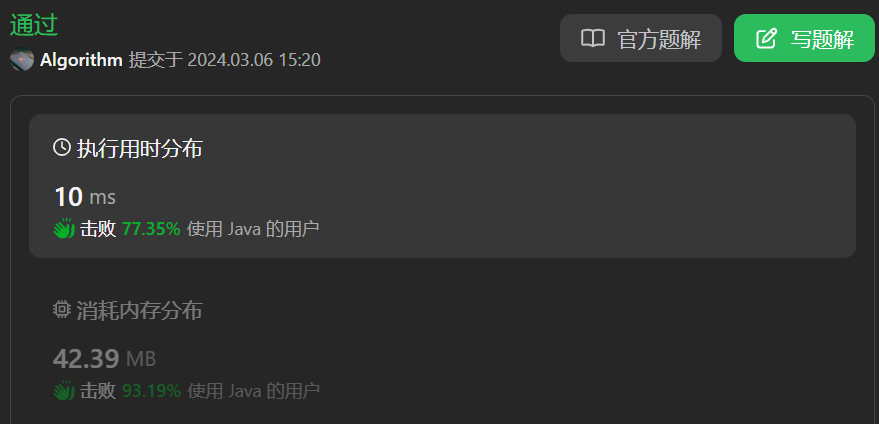 通过
官方题解
写题解
Algorithm 提交于 2024.03.06 15:20
执行用时分布
10 ms
击败 77.35% 使用 Java 的用户
消耗内存分布
42.39 MB
击败 93.19% 使用 Java 的用户